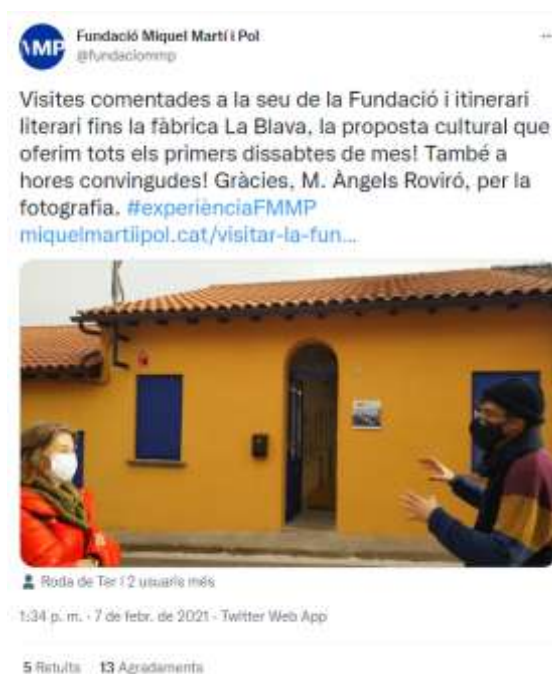 MP
Fundació Miquel Martí i Pol
@fundaciommp
Visites comentades a la seu de la Fundació i itinerari
literari fins la fàbrica La Blava, la proposta cultural que
oferim tots els primers dissabtes de mes! També a
hores convingudes! Gràcies, M. Àngels Roviró, per la
fotografia. #experiènciaFMMP
miquelmartiipol.cat/visitar-la-fun...
Roda de Ter i 2 usuaris més
1:34 p. m. · 7 de febr. de 2021 · Twitter Web App
5 Retuits 13 Agradaments